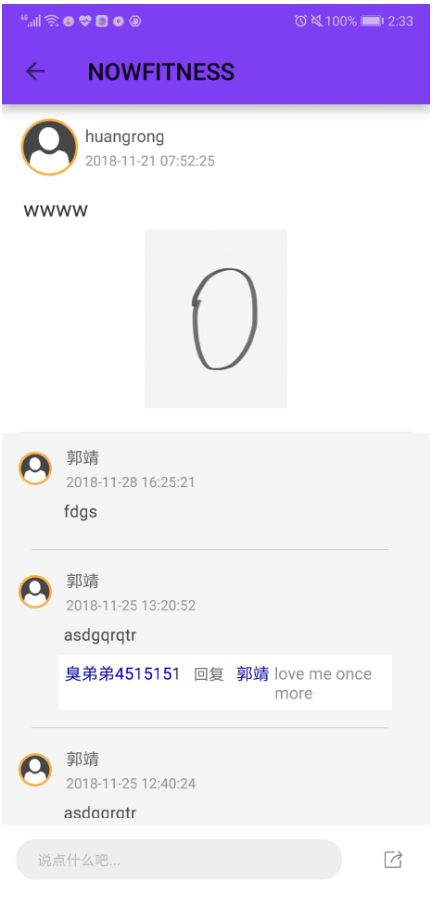 46 100% 2:33
NOWFITNESS
huangrong
2018-11-21 07:52:25
wwww
郭靖
2018-11-28 16:25:21
fdgs
郭靖
2018-11-25 13:20:52
asdgqrqtr
臭弟弟4515151 回复 郭靖 love me once
more
郭靖
2018-11-25 12:40:24
asdgqrqtr
说点什么吧...